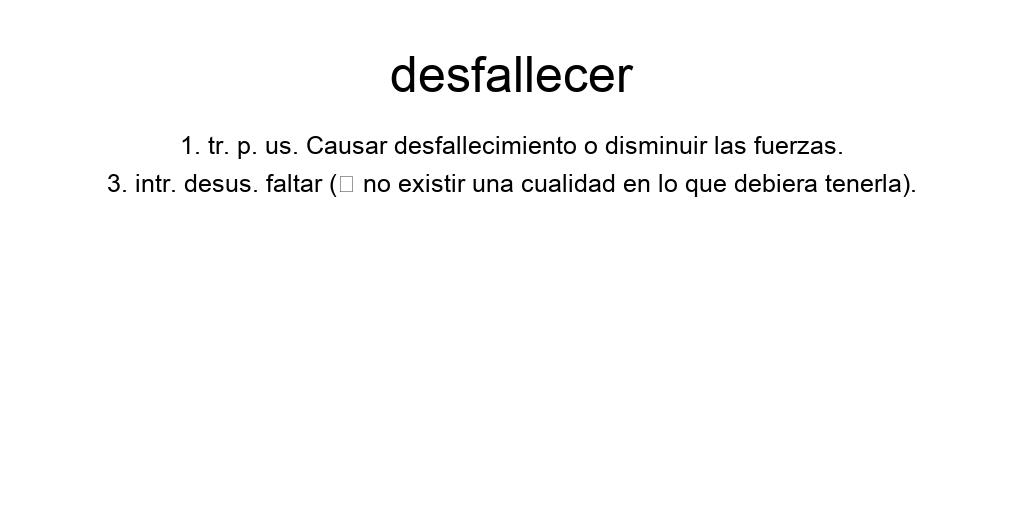 desfallecer
1. tr. p. us. Causar desfallecimiento o disminuir las fuerzas.
3. intr. desus. faltar (▯ no existir una cualidad en lo que debiera tenerla).